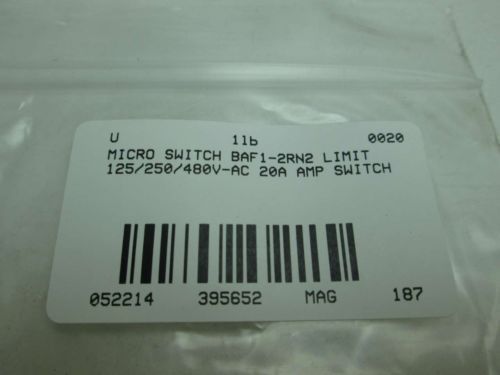 U 1lb 0020
MICRO SWITCH BAF1-2RN2 LIMIT
125/250/480V-AC 20A AMP SWITCH
052214 395652 MAG 187